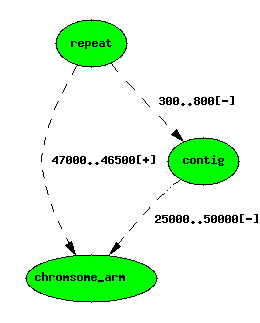 repeat
300..800[-]
47000..46500[+]
contig
25000..50000[-]
chromsome_arm